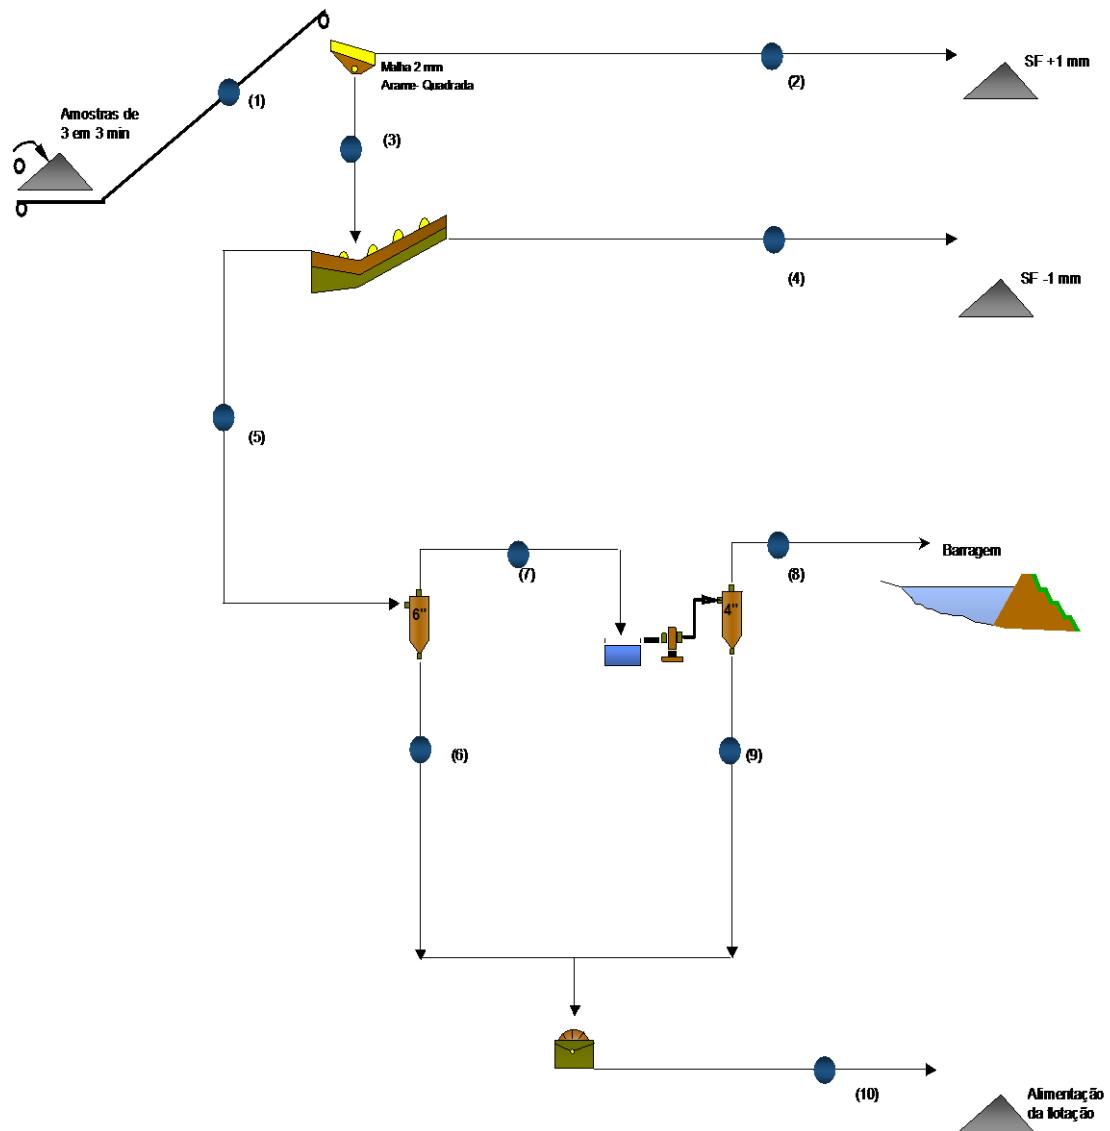 SF +1 mm
(2)
Malha 2 mm
Arame- Quadrada
(1)
Amostras de
3 em 3 min
(3)
(4)
SF -1 mm
(5)
(7)
(8)
Barragem
6"
4"
(6)
(9)
(10)
Alimentação
da flotação